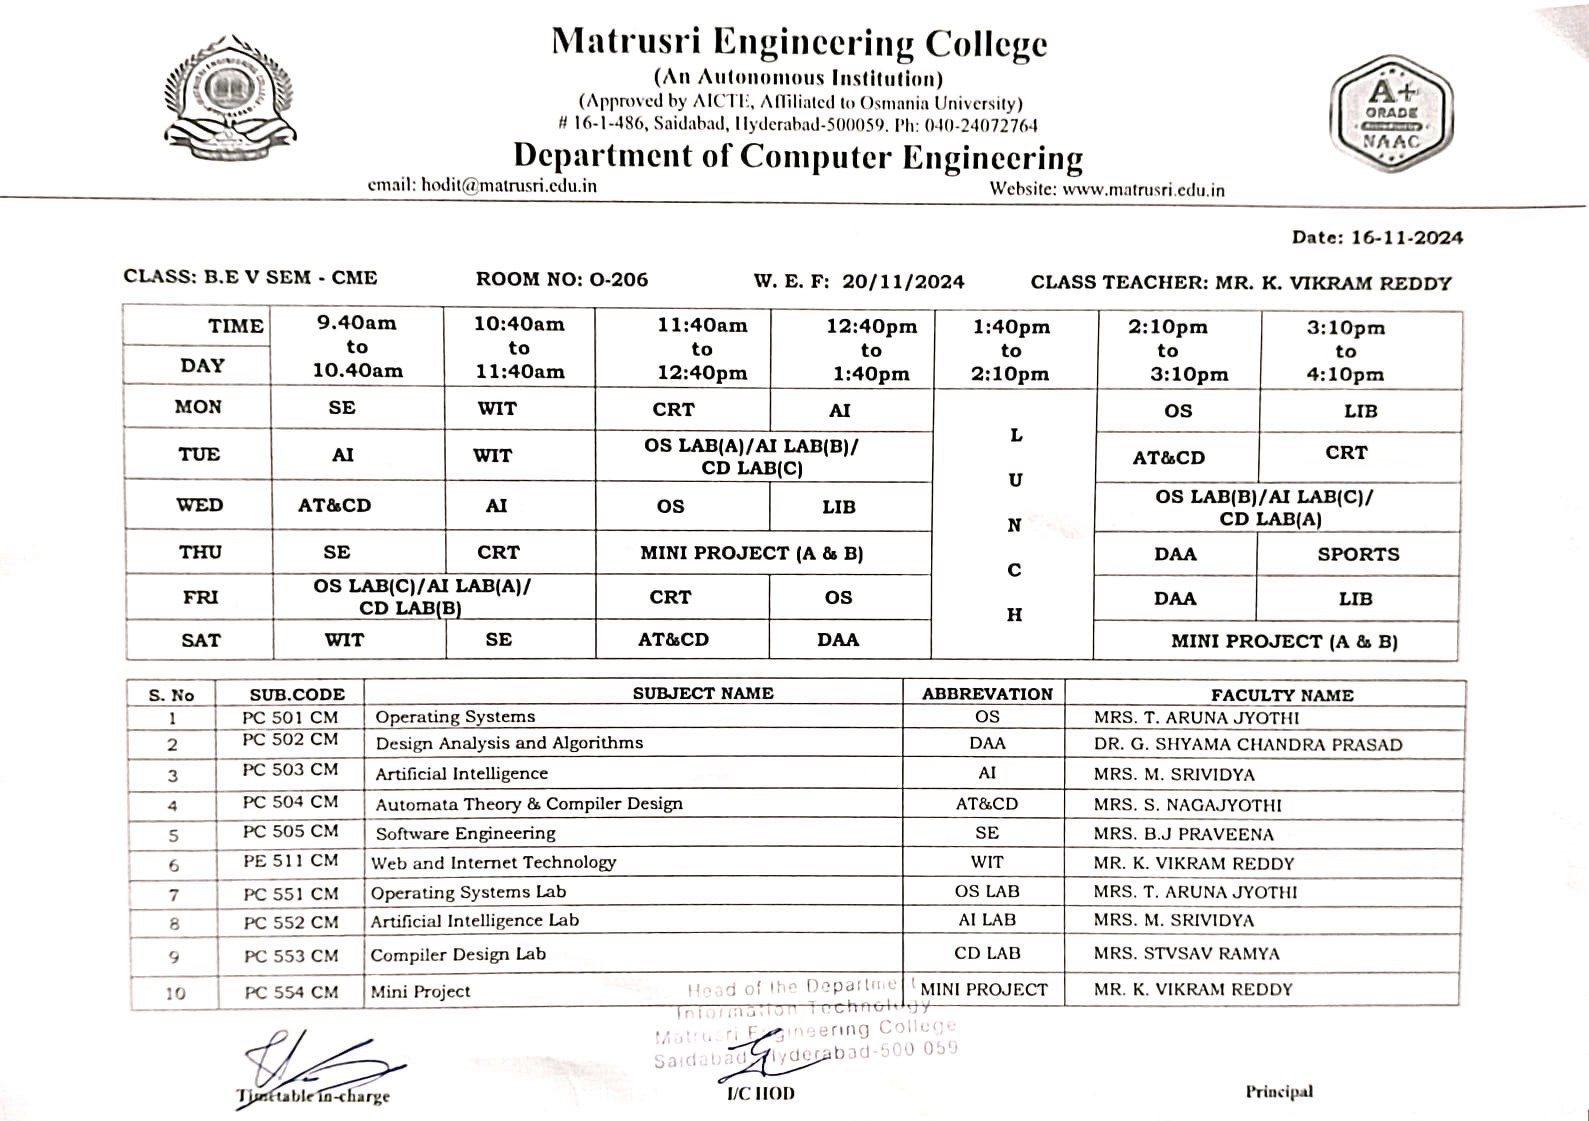 Matrusri Engineering College
(An Autonomous Institution)
(Approved by AICTE, Affiliated to Osmania University)
# 16-1-486, Saidabad, Hyderabad-500059. Ph: 040-24072764
Department of Computer Engineering
email: hodit@matrusri.edu.in Website: www.matrusri.edu.in
A+
GRADE
NAAC
Date: 16-11-2024
CLASS: B.E V SEM - CME ROOM NO: O-206 W. E. F: 20/11/2024 CLASS TEACHER: MR. K. VIKRAM REDDY
TIME 9.40am 10:40am 11:40am 12:40pm 1:40pm 2:10pm 3:10pm
to to to to to to to
DAY 10.40am 11:40am 12:40pm 1:40pm 2:10pm 3:10pm 4:10pm
MON SE WIT CRT AI OS LIB
TUE AI WIT OS LAB(A)/AI LAB(B)/ CD LAB(C) AT&CD CRT
WED AT&CD AI OS LIB OS LAB(B)/AI LAB(C)/ CD LAB(A)
THU SE CRT MINI PROJECT (A & B) DAA SPORTS
FRI OS LAB(C)/AI LAB(A)/ CD LAB(B) CRT OS DAA LIB
SAT WIT SE AT&CD DAA MINI PROJECT (A & B)
L
U
N
C
H
S. No SUB.CODE SUBJECT NAME ABBREVATION FACULTY NAME
1 PC 501 CM Operating Systems OS MRS. T. ARUNA JYOTHI
2 PC 502 CM Design Analysis and Algorithms DAA DR. G. SHYAMA CHANDRA PRASAD
3 PC 503 CM Artificial Intelligence AI MRS. M. SRIVIDYA
4 PC 504 CM Automata Theory & Compiler Design AT&CD MRS. S. NAGAJYOTHI
5 PC 505 CM Software Engineering SE MRS. B.J PRAVEENA
6 PE 511 CM Web and Internet Technology WIT MR. K. VIKRAM REDDY
7 PC 551 CM Operating Systems Lab OS LAB MRS. T. ARUNA JYOTHI
8 PC 552 CM Artificial Intelligence Lab AI LAB MRS. M. SRIVIDYA
9 PC 553 CM Compiler Design Lab CD LAB MRS. STVSAV RAMYA
10 PC 554 CM Mini Project MINI PROJECT MR. K. VIKRAM REDDY
Head of the Department
Information Technology
Matrusri Engineering College
Saidabad, Hyderabad-500 059
Timetable in-charge I/C HOD Principal